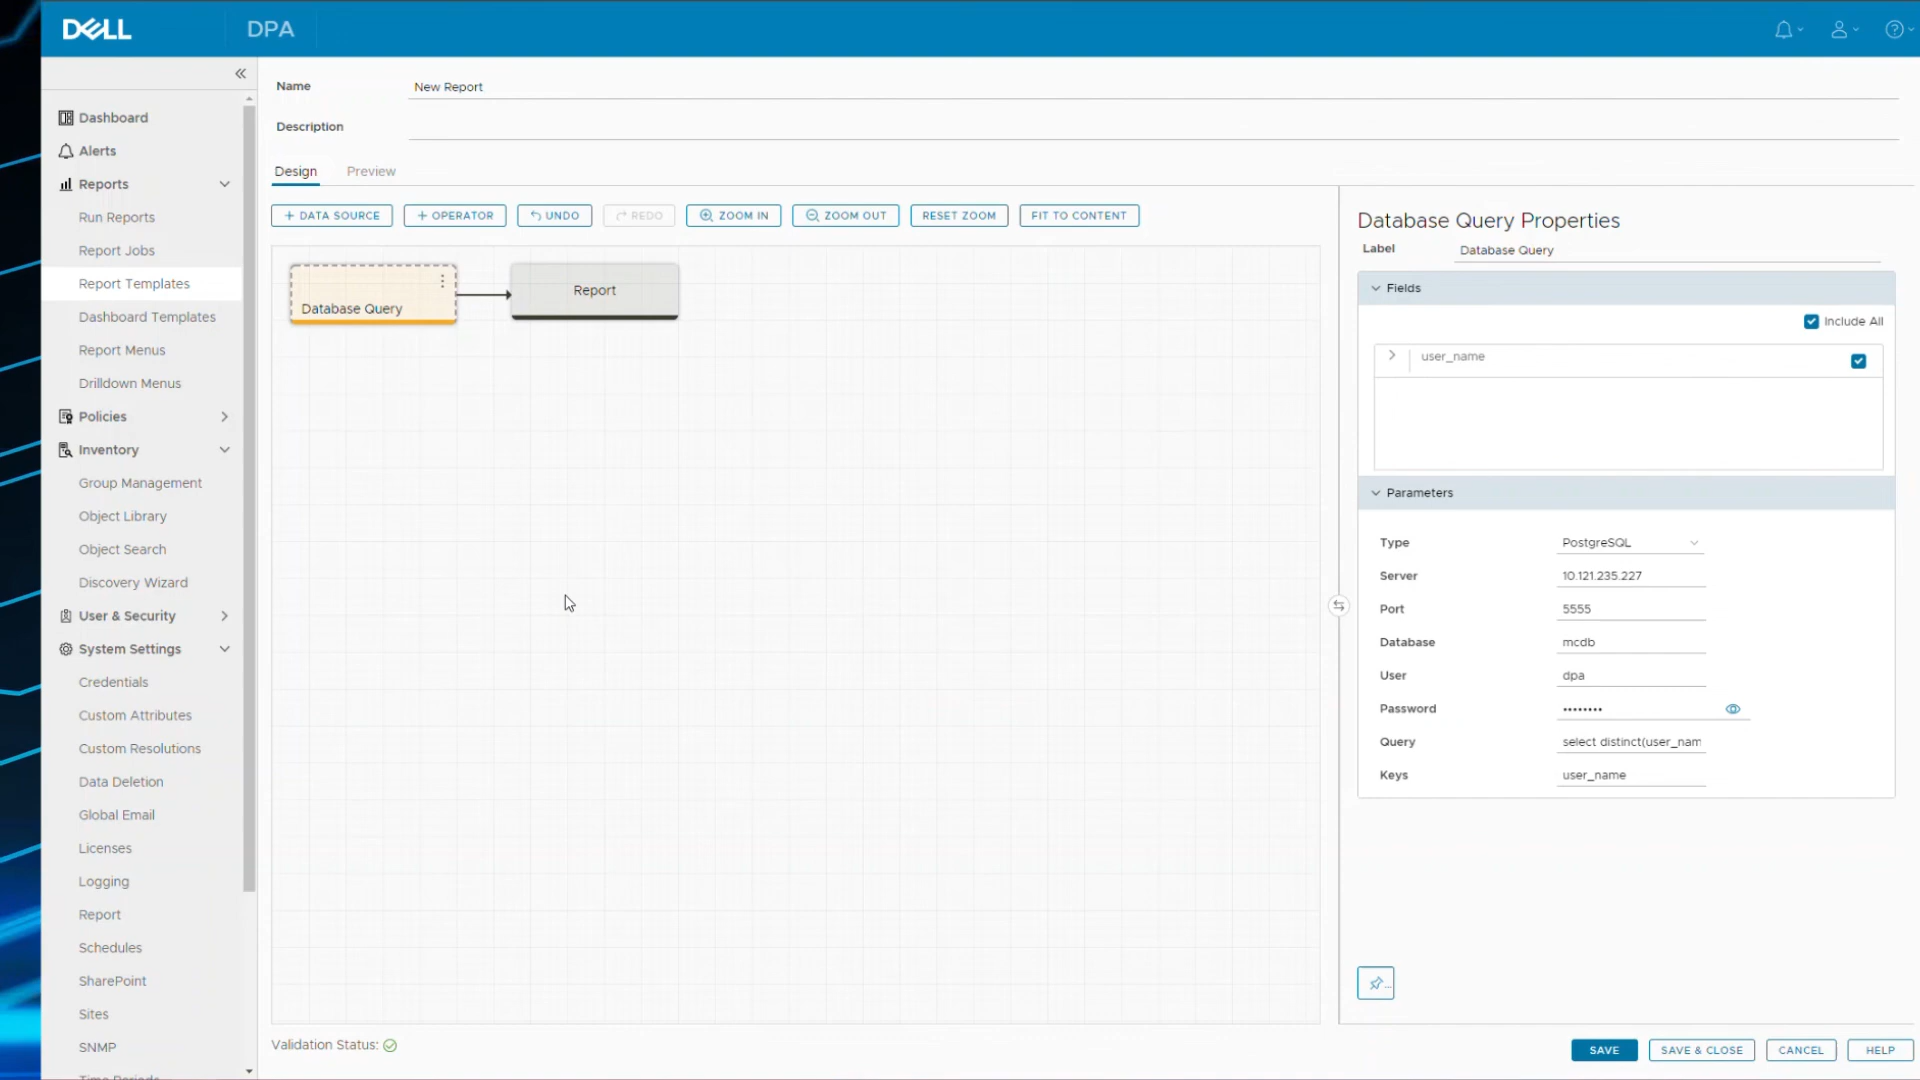 DELL
DPA
Name
New Report
Description
Dashboard
Alerts
Reports
Run Reports
Report Jobs
Report Templates
Dashboard Templates
Report Menus
Drilldown Menus
Policies
Inventory
Group Management
Object Library
Object Search
Discovery Wizard
User & Security
System Settings
Credentials
Custom Attributes
Custom Resolutions
Data Deletion
Global Email
Licenses
Logging
Report
Schedules
SharePoint
Sites
SNMP
Time Periods
Design
Preview
+ DATA SOURCE
+ OPERATOR
UNDO
REDO
ZOOM IN
ZOOM OUT
RESET ZOOM
FIT TO CONTENT
Database Query
Report
Validation Status:
Database Query Properties
Label
Database Query
Fields
Include All
user_name
Parameters
Type
PostgreSQL
Server
10.121.235.227
Port
5555
Database
mcdb
User
dpa
Password
••••••••
Query
select distinct(user_nam
Keys
user_name
...
SAVE
SAVE & CLOSE
CANCEL
HELP